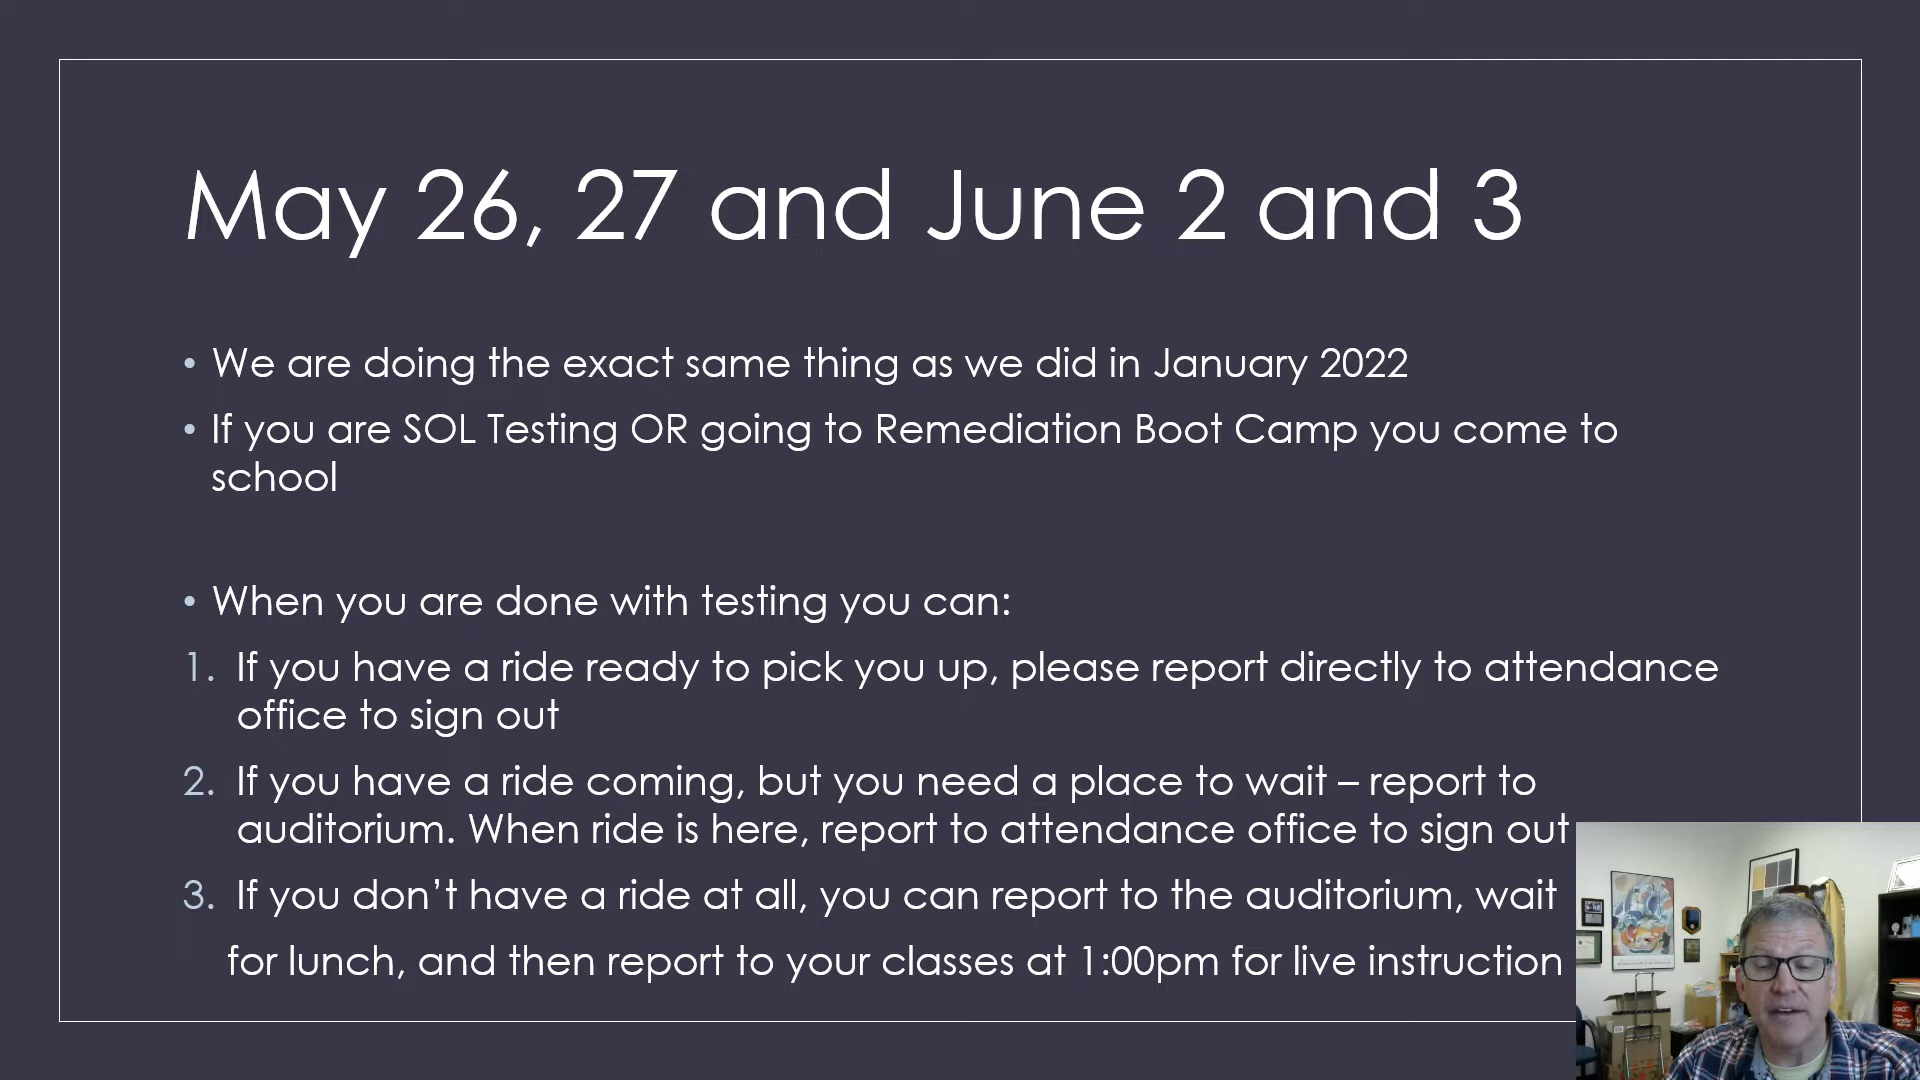 May 26, 27 and June 2 and 3
• We are doing the exact same thing as we did in January 2022
• If you are SOL Testing OR going to Remediation Boot Camp you come to
school
• When you are done with testing you can:
1. If you have a ride ready to pick you up, please report directly to attendance
office to sign out
2. If you have a ride coming, but you need a place to wait – report to
auditorium. When ride is here, report to attendance office to sign out
3. If you don’t have a ride at all, you can report to the auditorium, wait
for lunch, and then report to your classes at 1:00pm for live instruction